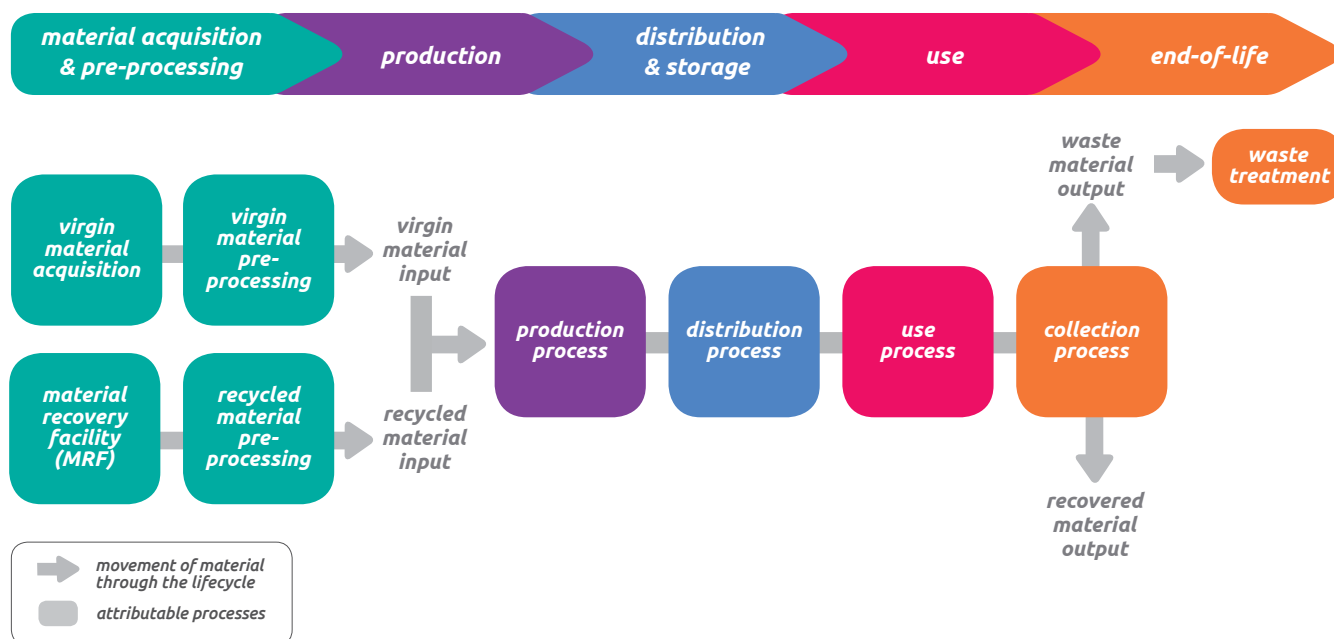 material acquisition
& pre-processing
production
distribution
& storage
use
end-of-life
waste
material
output
waste
treatment
virgin
material
acquisition
virgin
material
pre-
processing
virgin
material
input
production
process
distribution
process
use
process
collection
process
material
recovery
facility
(MRF)
recycled
material
pre-
processing
recycled
material
input
recovered
material
output
movement of material
through the lifecycle
attributable processes